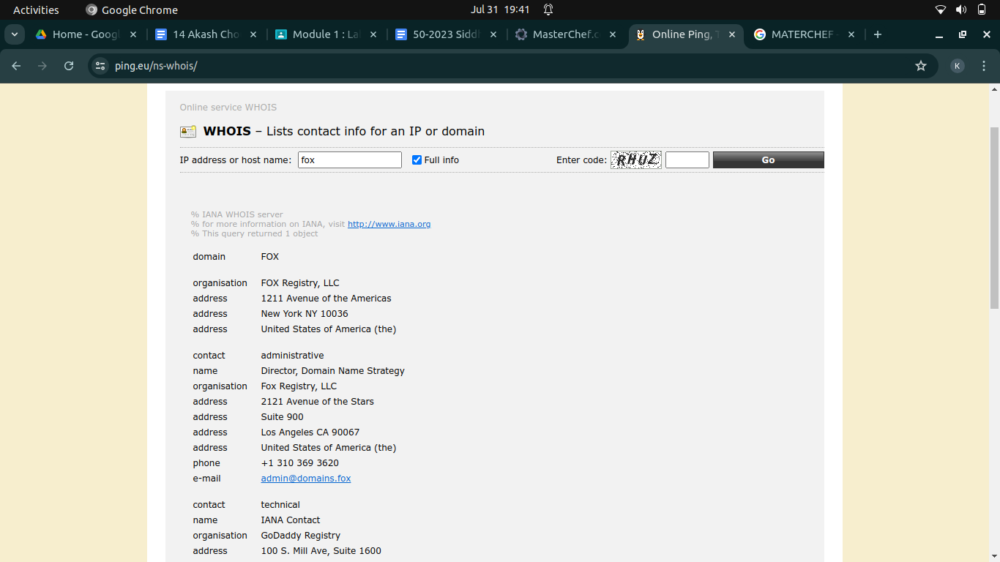 Activities Google Chrome Jul 31 19:41
Home - Goog 14 Akash Cho Module 1 : La 50-2023 Siddh MasterChef.c Online Ping, T MATERCHEF -
ping.eu/ns-whois/ K
Online service WHOIS
WHOIS – Lists contact info for an IP or domain
IP address or host name: fox Full info Enter code: RHUZ Go
% IANA WHOIS server
% for more information on IANA, visit http://www.iana.org
% This query returned 1 object
domain FOX
organisation FOX Registry, LLC
address 1211 Avenue of the Americas
address New York NY 10036
address United States of America (the)
contact administrative
name Director, Domain Name Strategy
organisation Fox Registry, LLC
address 2121 Avenue of the Stars
address Suite 900
address Los Angeles CA 90067
address United States of America (the)
phone +1 310 369 3620
e-mail admin@domains.fox
contact technical
name IANA Contact
organisation GoDaddy Registry
address 100 S. Mill Ave, Suite 1600